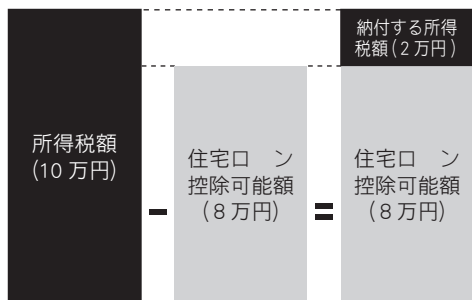 所得税額
(10 万円)
－
住宅ロ　ン
控除可能額
(８万円)
＝
納付する所得
税額(２万円)
住宅ロ　ン
控除可能額
(８万円)